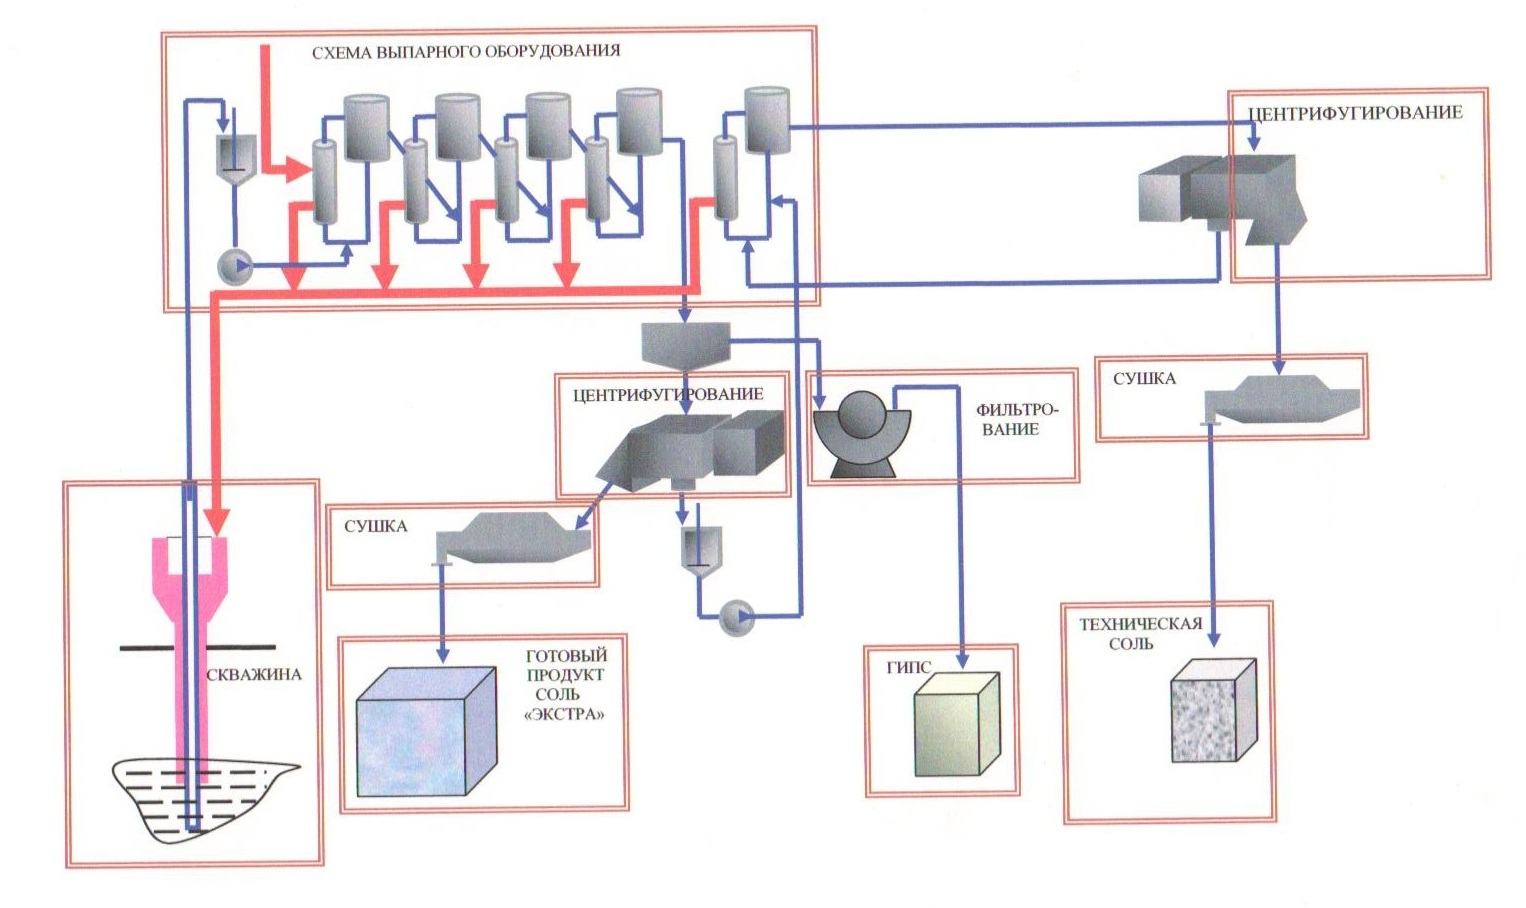 СХЕМА ВЫПАРНОГО ОБОРУДОВАНИЯ
ЦЕНТРИФУГИРОВАНИЕ
СУШКА
ЦЕНТРИФУГИРОВАНИЕ
ФИЛЬТРО-
ВАНИЕ
СУШКА
ТЕХНИЧЕСКАЯ
СОЛЬ
СКВАЖИНА
ГОТОВЫЙ
ПРОДУКТ
СОЛЬ
«ЭКСТРА»
ГИПС